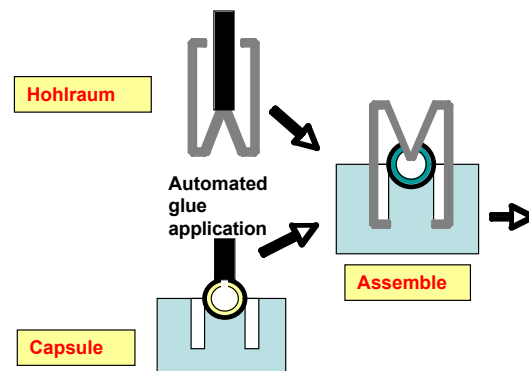 Hohlraum
Automated
glue
application
Assemble
Capsule